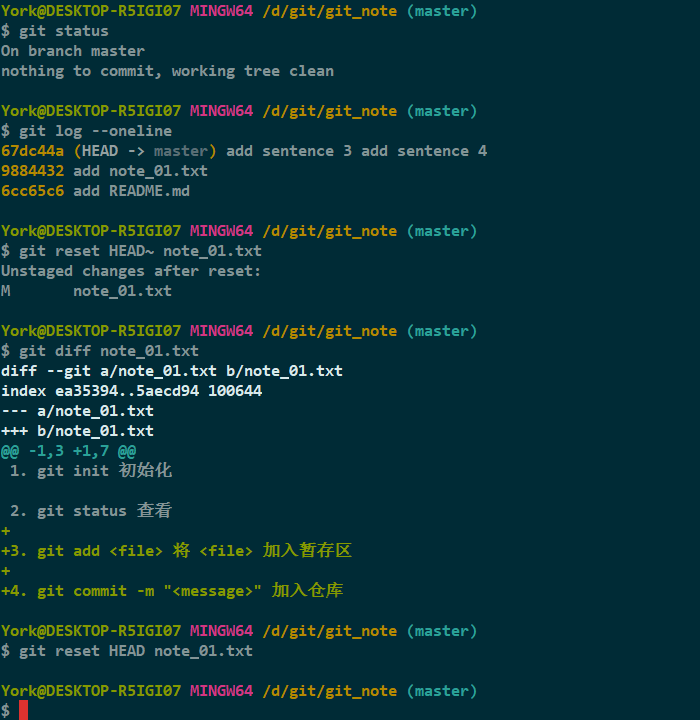 York@DESKTOP-R5IGI07 MINGW64 /d/git/git_note (master)
$ git status
On branch master
nothing to commit, working tree clean
York@DESKTOP-R5IGI07 MINGW64 /d/git/git_note (master)
$ git log --oneline
67dc44a (HEAD -> master) add sentence 3 add sentence 4
9884432 add note_01.txt
6cc65c6 add README.md
York@DESKTOP-R5IGI07 MINGW64 /d/git/git_note (master)
$ git reset HEAD~ note_01.txt
Unstaged changes after reset:
M       note_01.txt
York@DESKTOP-R5IGI07 MINGW64 /d/git/git_note (master)
$ git diff note_01.txt
diff --git a/note_01.txt b/note_01.txt
index ea35394..5aecd94 100644
--- a/note_01.txt
+++ b/note_01.txt
@@ -1,3 +1,7 @@
 1. git init 初始化
 2. git status 查看
+
+3. git add <file> 将 <file> 加入暂存区
+
+4. git commit -m "<message>" 加入仓库
York@DESKTOP-R5IGI07 MINGW64 /d/git/git_note (master)
$ git reset HEAD note_01.txt
York@DESKTOP-R5IGI07 MINGW64 /d/git/git_note (master)
$